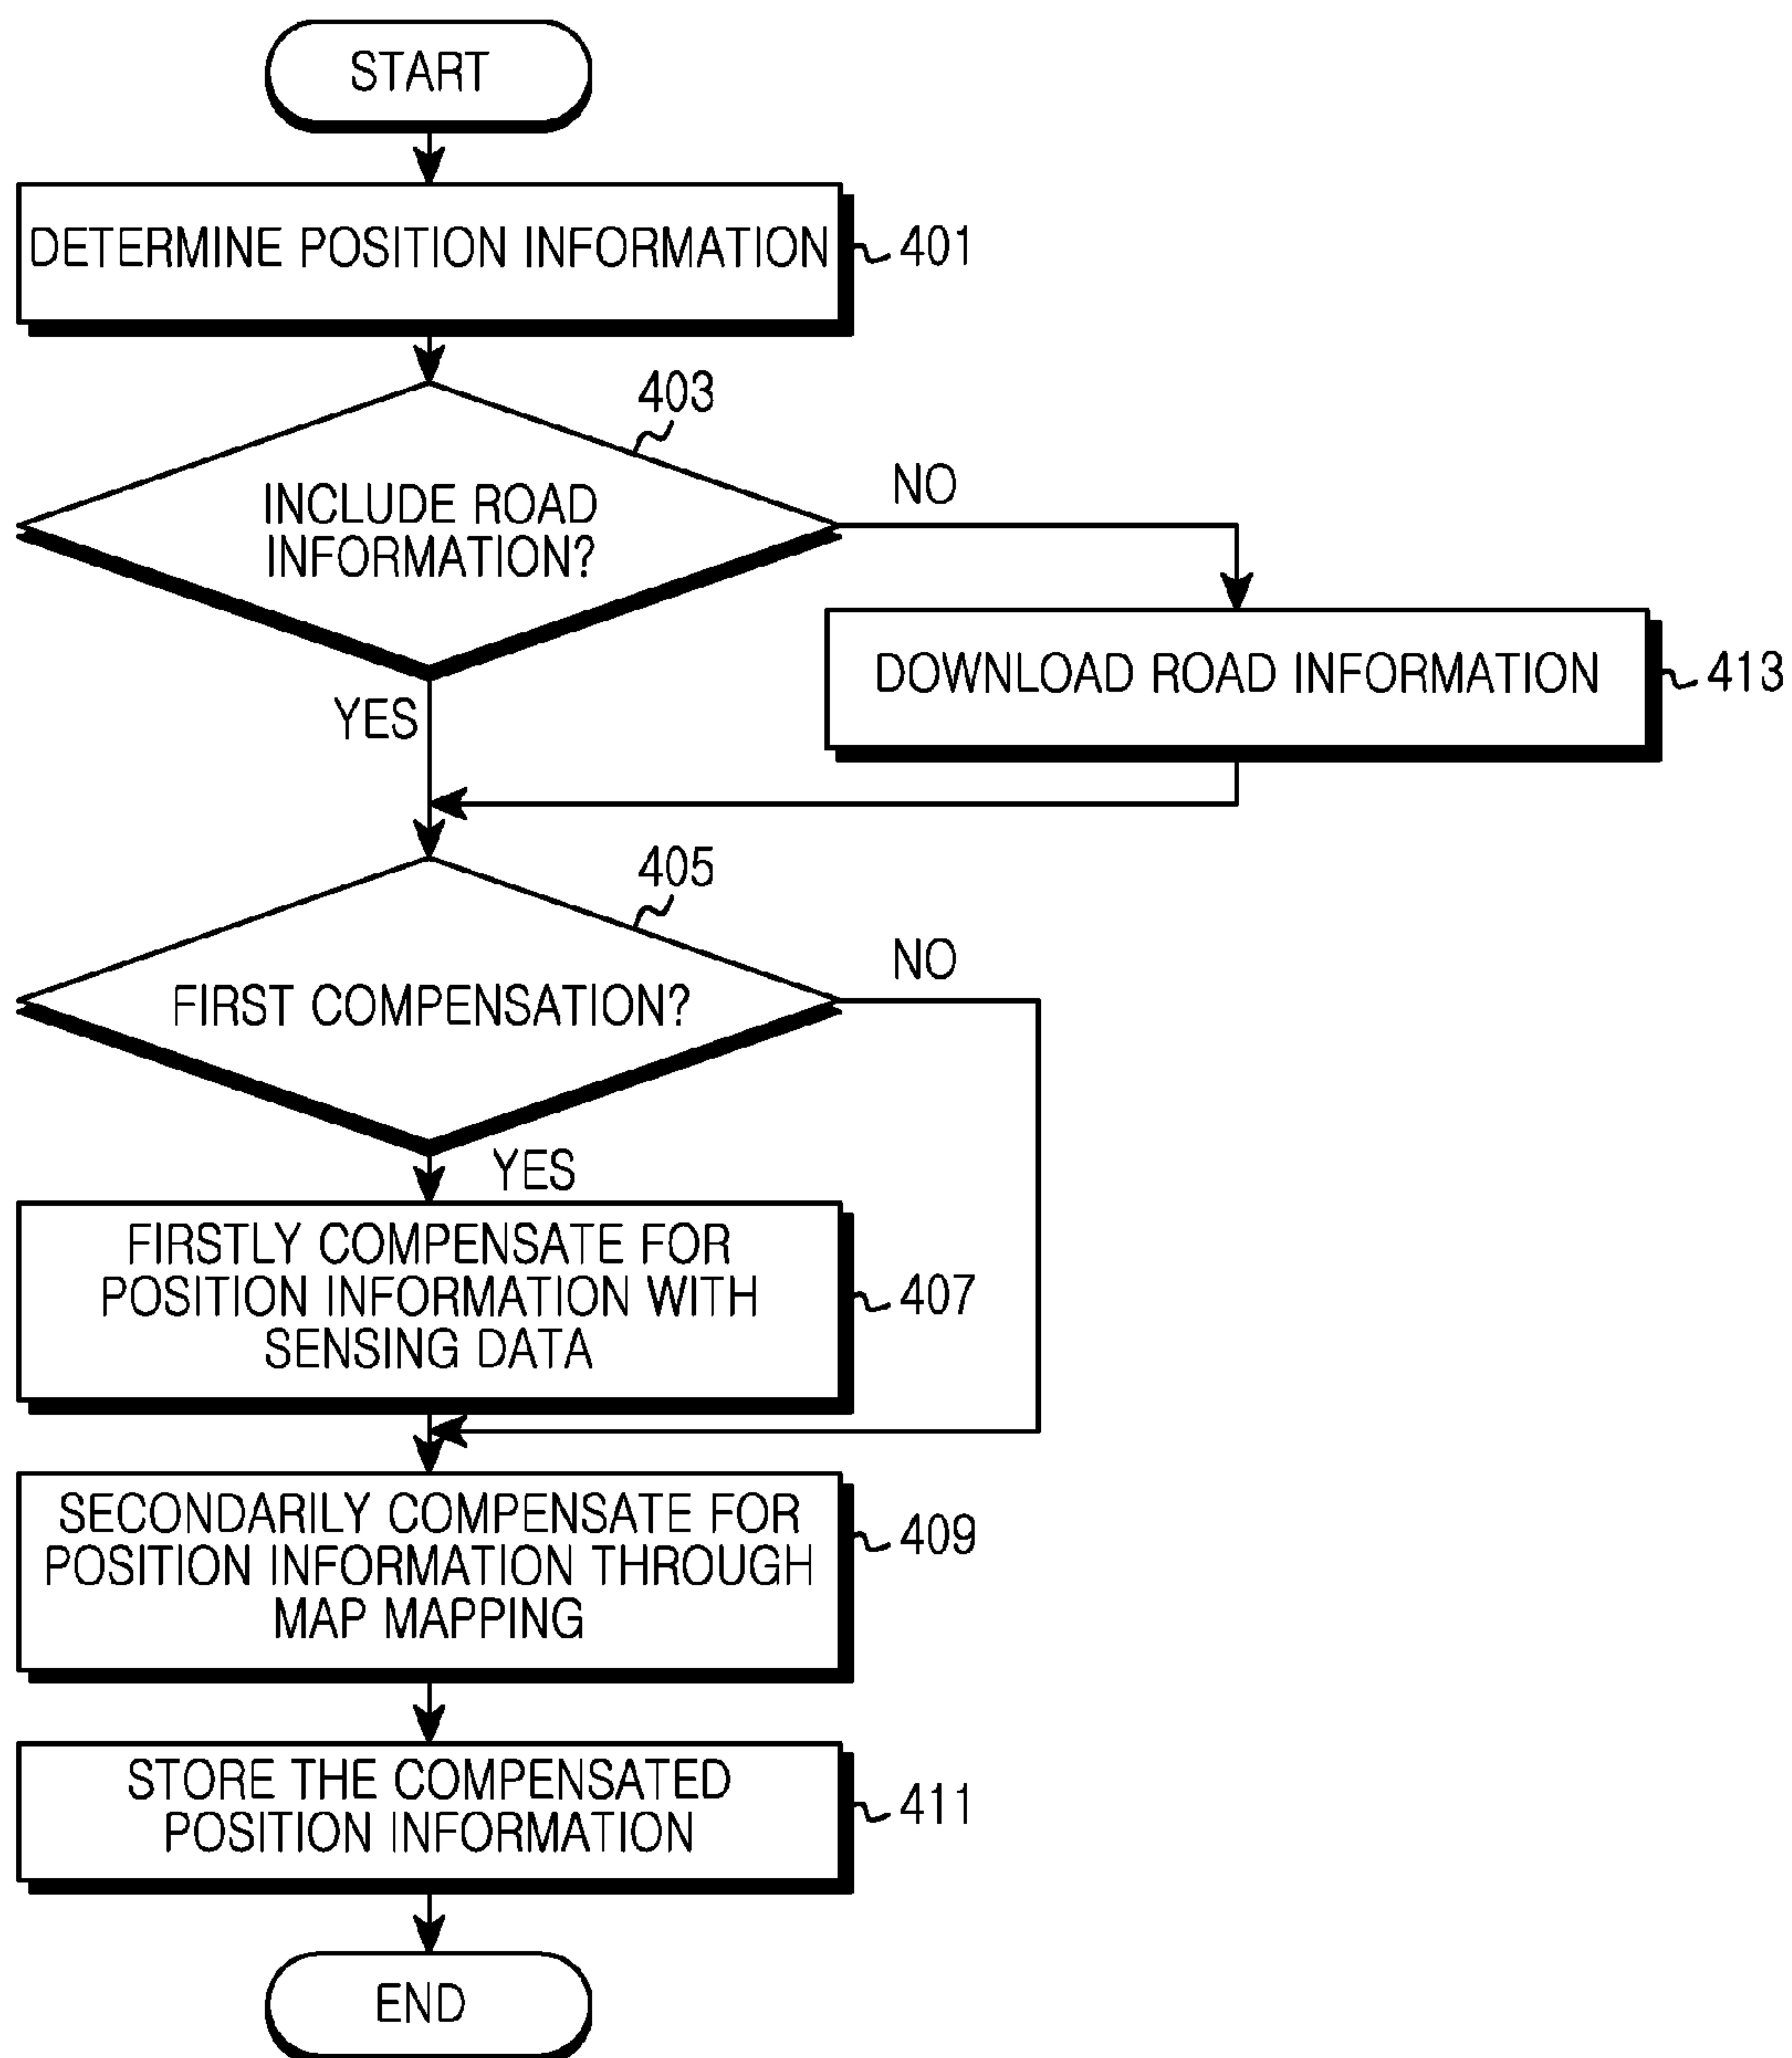 START
DETERMINE POSITION INFORMATION
401
403
INCLUDE ROAD
INFORMATION?
NO
YES
DOWNLOAD ROAD INFORMATION
413
405
FIRST COMPENSATION?
NO
YES
FIRSTLY COMPENSATE FOR
POSITION INFORMATION WITH
SENSING DATA
407
SECONDARILY COMPENSATE FOR
POSITION INFORMATION THROUGH
MAP MAPPING
409
STORE THE COMPENSATED
POSITION INFORMATION
411
END